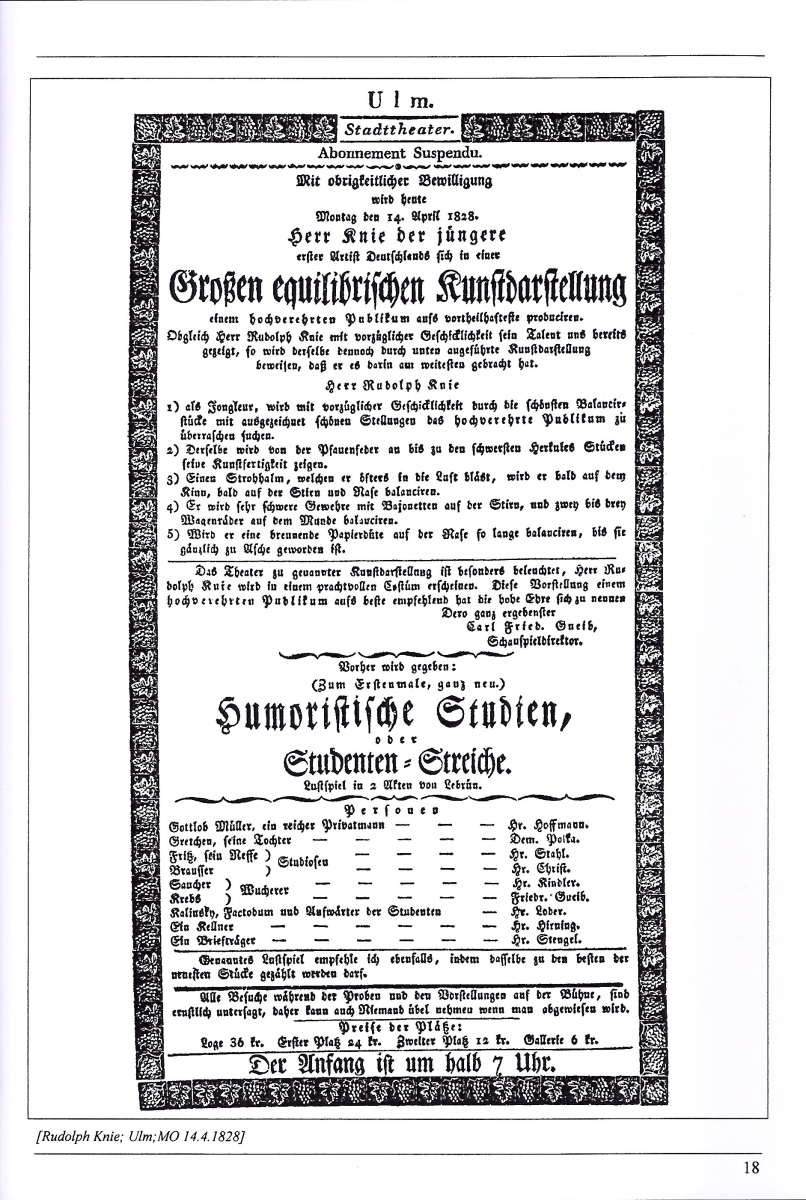 Ulm.
Stadttheater.
Abonnement Suspendu.
Mit obrigkeitlicher Bewilligung
wird heute
Montag den 14. April 1828.
Herr Knie der jüngere
erster Artist Deutschlands sich in einer
Großen equilibrischen Kunstdarstellung
einem hochverehrten Publikum aufs vortheilhafteste produciren.
Obgleich Herr Rudolph Knie mit vorzüglicher Geschicklichkeit sein Talent uns bereits
gezeigt, so wird derselbe dennoch durch unten angeführte Kunstdarstellung
beweisen, daß er es darin am weitesten gebracht hat.
Herr Rudolph Knie
1) als Jongleur, wird mit vorzüglicher Geschicklichkeit durch die schönsten Balancir-
stücke mit ausgezeichnet schönen Stellungen das hochverehrte Publikum zu
überraschen suchen.
2) Derselbe wird von der Pfauenfeder an bis zu den schwersten Herkules Stücken
seine Kunstfertigkeit zeigen.
3) Einen Strohhalm, welchen er öfters in die Luft bläst, wird er bald auf dem
Kinn, bald auf der Stirn und Nase balanciren.
4) Er wird sehr schwere Gewehre mit Bajonetten auf der Stirn, und zwey bis drey
Wagenräder auf dem Munde balanciren.
5) Wird er eine brennende Papierdüte auf der Nase so lange balanciren, bis sie
gänzlich zu Asche geworden ist.
Das Theater zu genannter Kunstdarstellung ist besonders beleuchtet, Herr Ru-
dolph Knie wird in einem prachtvollen Costüm erscheinen. Diese Vorstellung einem
hochverehrten Publikum aufs beste empfehlend hat die hohe Ehre sich zu nennen
Dero ganz ergebenster
Carl Fried. Gueib,
Schauspieldirektor.
Vorher wird gegeben:
(Zum Erstenmale, ganz neu.)
Humoristische Studien,
oder
Studenten-Streiche.
Lustspiel in 2 Akten von Lebrün.
Personen
Gottlob Müller, ein reicher Privatmann — — — Hr. Hoffmann.
Gretchen, seine Tochter — — — — — Dem. Polka.
Fritz, sein Neffe ) Studiosen — — — — Hr. Stahl.
Brausser ) — — — — Hr. Christ.
Saucher ) Wucherer — — — — — Hr. Kindler.
Krebs ) — — — — — Friedr. Gueib.
Kalinsky, Factodum und Aufwärter der Studenten — Hr. Loder.
Ein Kellner — — — — — — Hr. Hirning.
Ein Briefträger — — — — — — Hr. Stengel.
Genanntes Lustspiel empfehle ich ebenfalls, indem dasselbe zu den besten der
neuesten Stücke gezählt werden darf.
Alle Besuche während der Proben und den Vorstellungen auf der Bühne, sind
ernstlich untersagt, daher kann auch Niemand übel nehmen wenn man abgewiesen wird.
Preise der Plätze:
Loge 36 kr. Erster Platz 24 kr. Zweiter Platz 12 kr. Gallerie 6 kr.
Der Anfang ist um halb 7 Uhr.
[Rudolph Knie; Ulm;MO 14.4.1828]
18